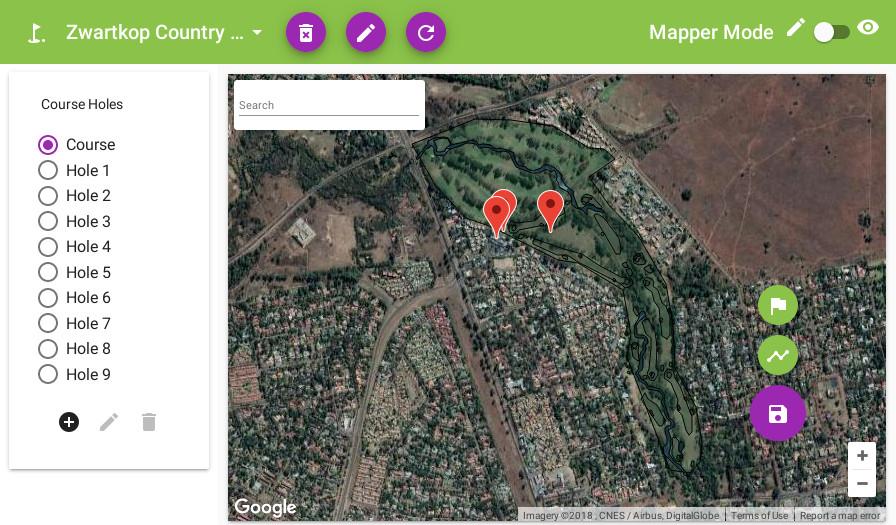 Zwartkop Country ...
Mapper Mode
Course Holes
Course
Hole 1
Hole 2
Hole 3
Hole 4
Hole 5
Hole 6
Hole 7
Hole 8
Hole 9
Search
Google
Imagery ©2018 , CNES / Airbus, DigitalGlobe
Terms of Use
Report a map error